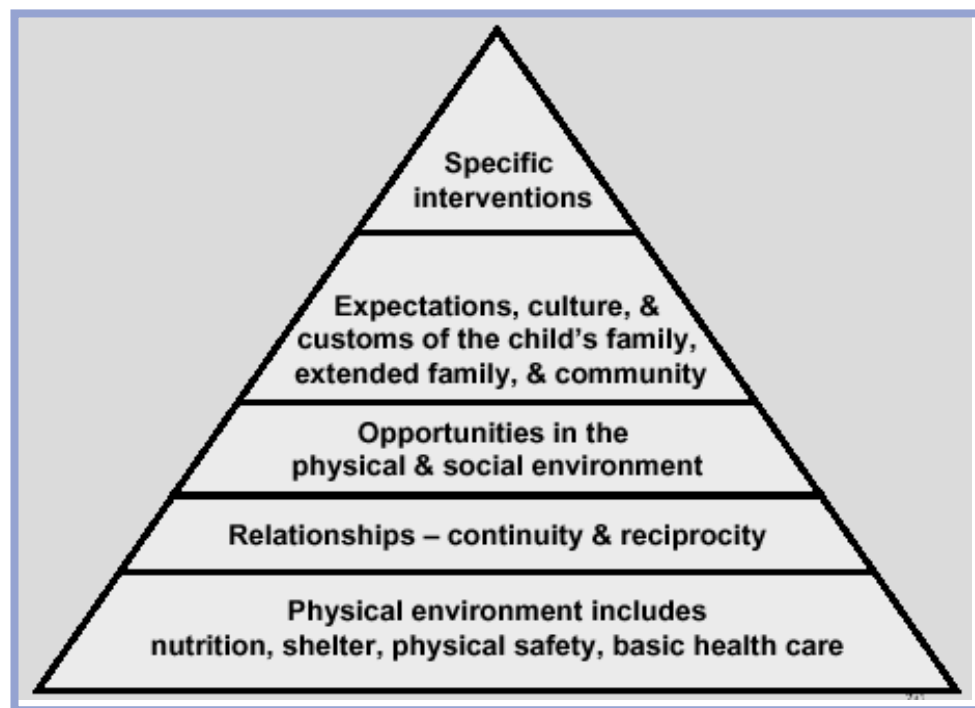 Specific
interventions
Expectations, culture, &
customs of the child's family,
extended family, & community
Opportunities in the
physical & social environment
Relationships – continuity & reciprocity
Physical environment includes
nutrition, shelter, physical safety, basic health care